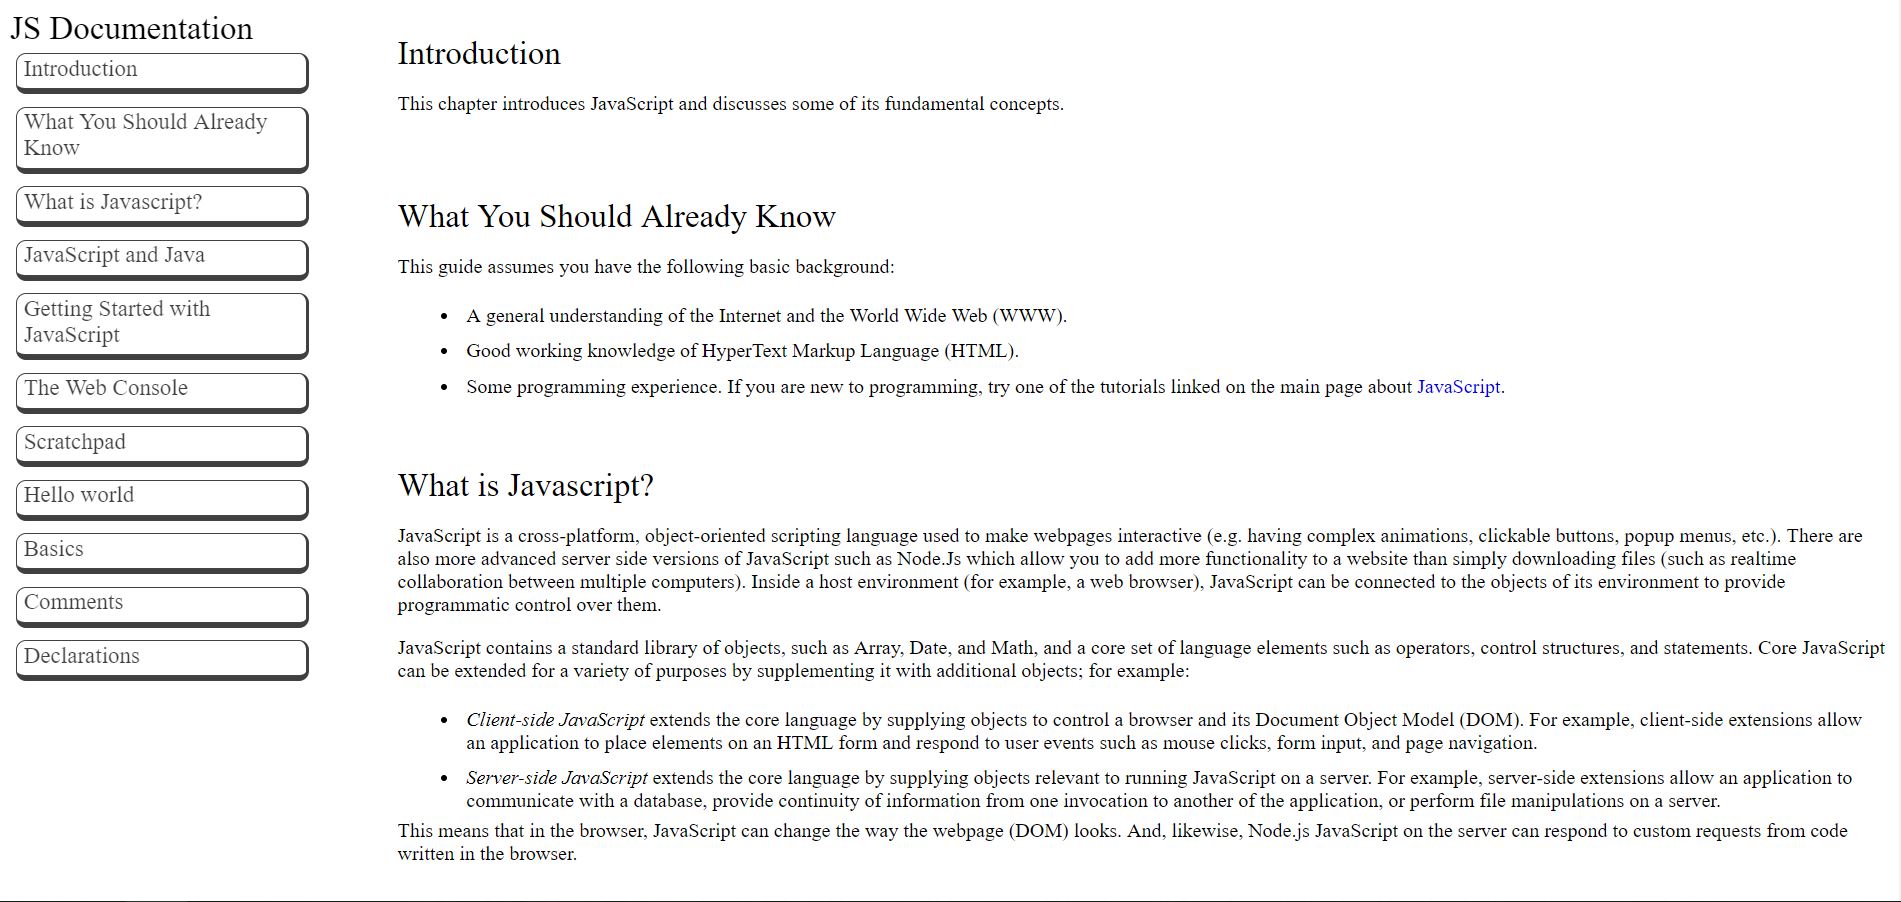 JS Documentation
Introduction
What You Should Already
Know
What is Javascript?
JavaScript and Java
Getting Started with
JavaScript
The Web Console
Scratchpad
Hello world
Basics
Comments
Declarations
Introduction
This chapter introduces JavaScript and discusses some of its fundamental concepts.
What You Should Already Know
This guide assumes you have the following basic background:
• A general understanding of the Internet and the World Wide Web (WWW).
• Good working knowledge of HyperText Markup Language (HTML).
• Some programming experience. If you are new to programming, try one of the tutorials linked on the main page about JavaScript.
What is Javascript?
JavaScript is a cross-platform, object-oriented scripting language used to make webpages interactive (e.g. having complex animations, clickable buttons, popup menus, etc.). There are
also more advanced server side versions of JavaScript such as Node.Js which allow you to add more functionality to a website than simply downloading files (such as realtime
collaboration between multiple computers). Inside a host environment (for example, a web browser), JavaScript can be connected to the objects of its environment to provide
programmatic control over them.
JavaScript contains a standard library of objects, such as Array, Date, and Math, and a core set of language elements such as operators, control structures, and statements. Core JavaScript
can be extended for a variety of purposes by supplementing it with additional objects; for example:
• Client-side JavaScript extends the core language by supplying objects to control a browser and its Document Object Model (DOM). For example, client-side extensions allow
an application to place elements on an HTML form and respond to user events such as mouse clicks, form input, and page navigation.
• Server-side JavaScript extends the core language by supplying objects relevant to running JavaScript on a server. For example, server-side extensions allow an application to
communicate with a database, provide continuity of information from one invocation to another of the application, or perform file manipulations on a server.
This means that in the browser, JavaScript can change the way the webpage (DOM) looks. And, likewise, Node.js JavaScript on the server can respond to custom requests from code
written in the browser.